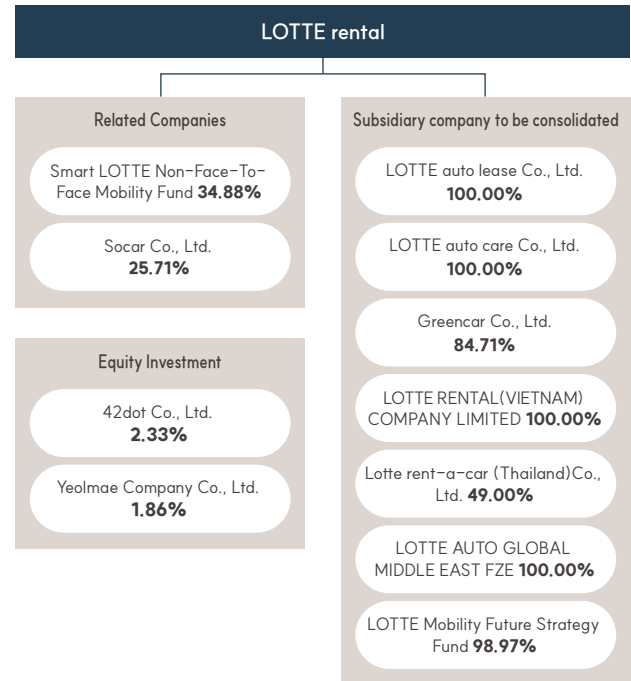 LOTTE rental
Related Companies
Smart LOTTE Non-Face-To-
Face Mobility Fund 34.88%
Socar Co., Ltd.
25.71%
Equity Investment
42dot Co., Ltd.
2.33%
Yeolmae Company Co., Ltd.
1.86%
Subsidiary company to be consolidated
LOTTE auto lease Co., Ltd.
100.00%
LOTTE auto care Co., Ltd.
100.00%
Greencar Co., Ltd.
84.71%
LOTTE RENTAL(VIETNAM)
COMPANY LIMITED 100.00%
Lotte rent-a-car (Thailand)Co.,
Ltd. 49.00%
LOTTE AUTO GLOBAL
MIDDLE EAST FZE 100.00%
LOTTE Mobility Future Strategy
Fund 98.97%